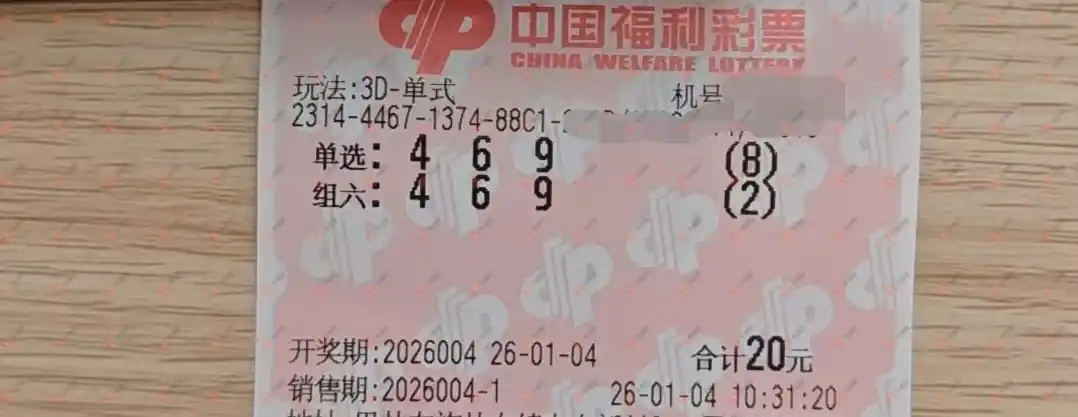 中国福利彩票
CHINA WELFARE LOTTERY
玩法:3D-单式 机号
2314-4467-1374-88C1-
单选: 4 6 9 (8)
组六: 4 6 9 (2)
开奖期:2026004 26-01-04 合计20元
销售期:2026004-1 26-01-04 10:31:20